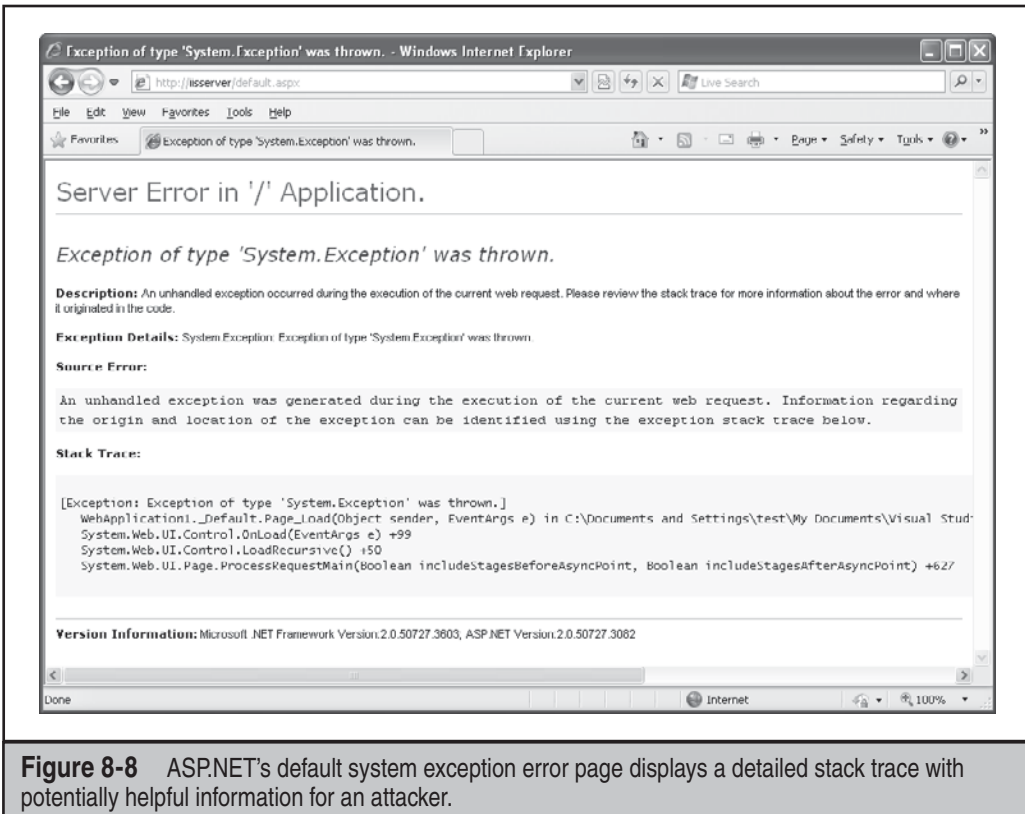 Exception of type 'System.Exception' was thrown. - Windows Internet Explorer
http://iisserver/default.aspx
Live Search
File Edit View Favorites Tools Help
Favorites
Exception of type 'System.Exception' was thrown.
Page Safety Tools
Server Error in '/' Application.
Exception of type 'System.Exception' was thrown.
Description: An unhandled exception occurred during the execution of the current web request. Please review the stack trace for more information about the error and where
it originated in the code.
Exception Details: System.Exception: Exception of type 'System.Exception' was thrown.
Source Error:
An unhandled exception was generated during the execution of the current web request. Information regarding
the origin and location of the exception can be identified using the exception stack trace below.
Stack Trace:
[Exception: Exception of type 'System.Exception' was thrown.]
WebApplication1._Default.Page_Load(Object sender, EventArgs e) in C:\Documents and Settings\test\My Documents\Visual Stud
System.Web.UI.Control.OnLoad(EventArgs e) +99
System.Web.UI.Control.LoadRecursive() +50
System.Web.UI.Page.ProcessRequestMain(Boolean includeStagesBeforeAsyncPoint, Boolean includeStagesAfterAsyncPoint) +627
Version Information: Microsoft .NET Framework Version:2.0.50727.3603; ASP.NET Version:2.0.50727.3082
Done
Internet
100%
Figure 8-8 ASP.NET's default system exception error page displays a detailed stack trace with
potentially helpful information for an attacker.